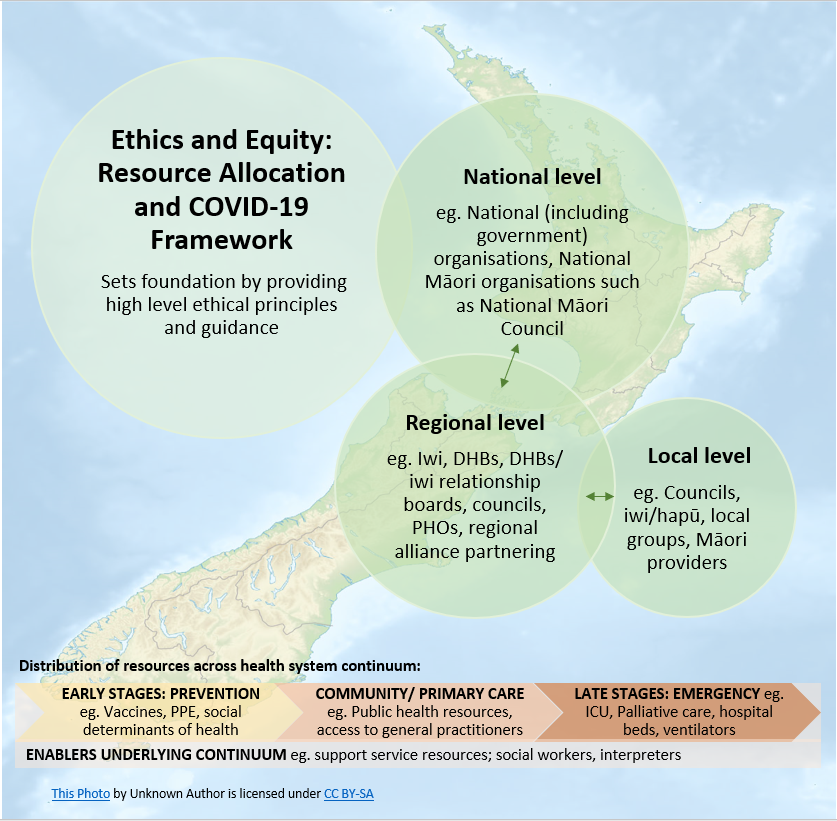 Ethics and Equity:
Resource Allocation
and COVID-19
Framework
Sets foundation by providing
high level ethical principles
and guidance
National level
eg. National (including
government)
organisations, National
Māori organisations such
as National Māori
Council
Regional level
eg. Iwi, DHBs, DHBs/
iwi relationship
boards, councils,
PHOs, regional
alliance partnering
Local level
eg. Councils,
iwi/hapū, local
groups, Māori
providers
Distribution of resources across health system continuum:
EARLY STAGES: PREVENTION
eg. Vaccines, PPE, social
determinants of health
COMMUNITY/ PRIMARY CARE
eg. Public health resources,
access to general practitioners
LATE STAGES: EMERGENCY eg.
ICU, Palliative care, hospital
beds, ventilators
ENABLERS UNDERLYING CONTINUUM eg. support service resources; social workers, interpreters
This Photo by Unknown Author is licensed under CC BY-SA